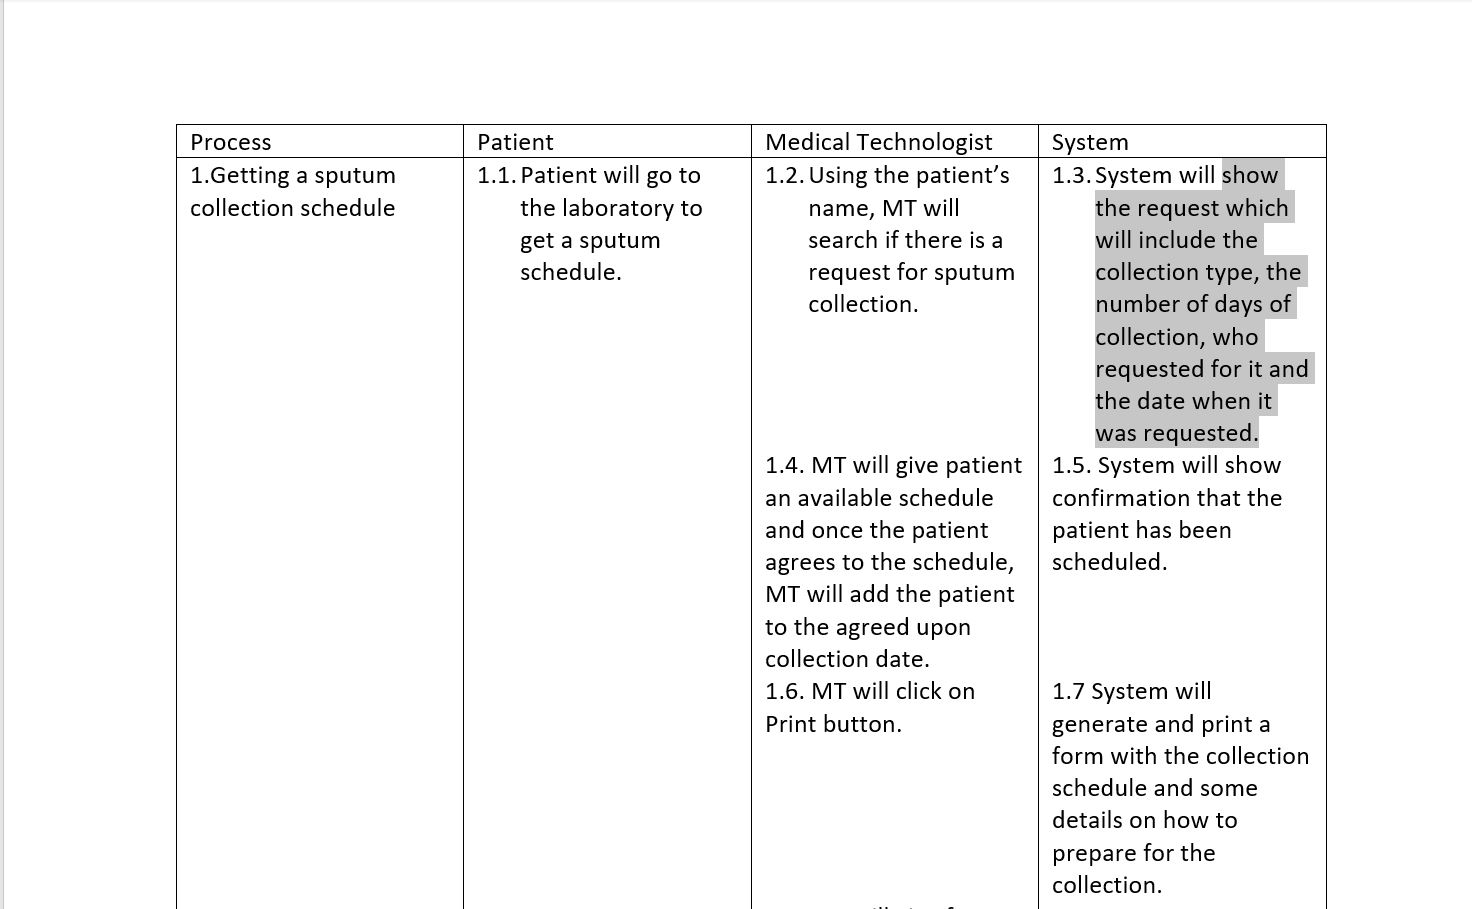 Process
Patient
Medical Technologist
System
1.Getting a sputum
collection schedule
1.1. Patient will go to
the laboratory to
get a sputum
schedule.
1.2. Using the patient’s
name, MT will
search if there is a
request for sputum
collection.
1.3. System will show
the request which
will include the
collection type, the
number of days of
collection, who
requested for it and
the date when it
was requested.
1.4. MT will give patient
an available schedule
and once the patient
agrees to the schedule,
MT will add the patient
to the agreed upon
collection date.
1.5. System will show
confirmation that the
patient has been
scheduled.
1.6. MT will click on
Print button.
1.7 System will
generate and print a
form with the collection
schedule and some
details on how to
prepare for the
collection.